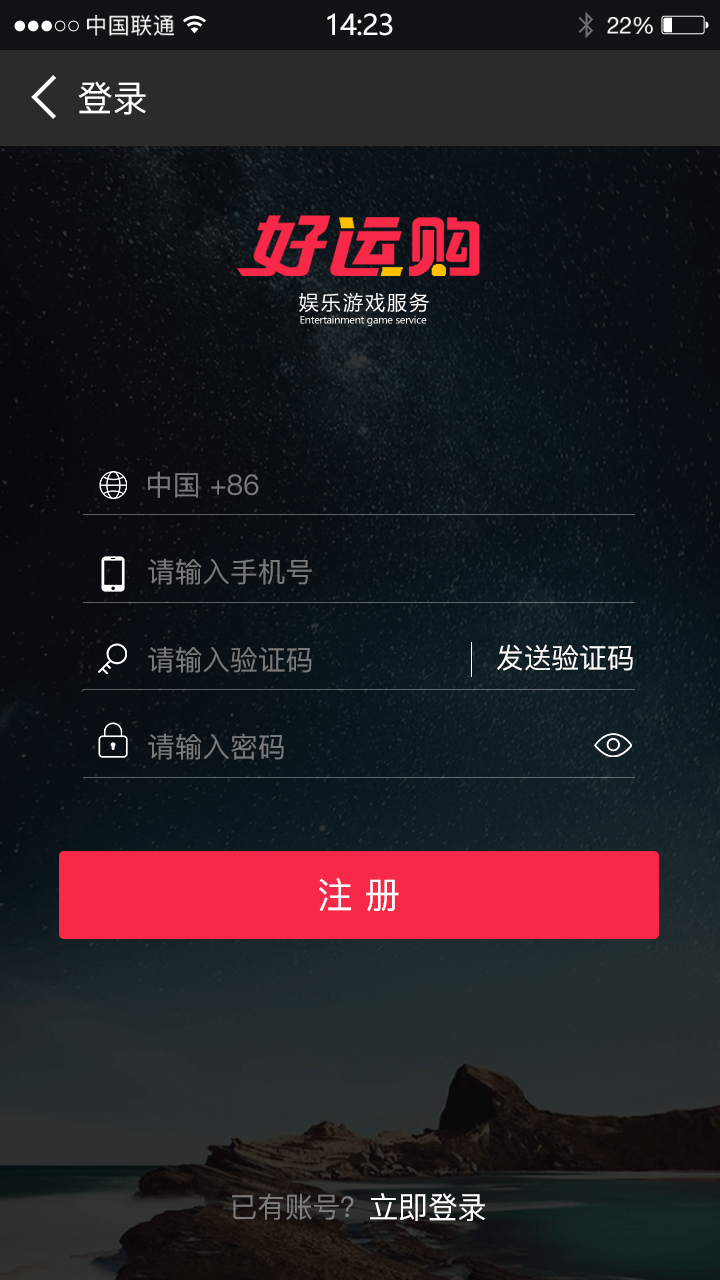 中国联通 14:23 22%
登录
好运购
娱乐游戏服务
Entertainment game service
中国 +86
请输入手机号
请输入验证码 发送验证码
请输入密码
注 册
已有账号? 立即登录